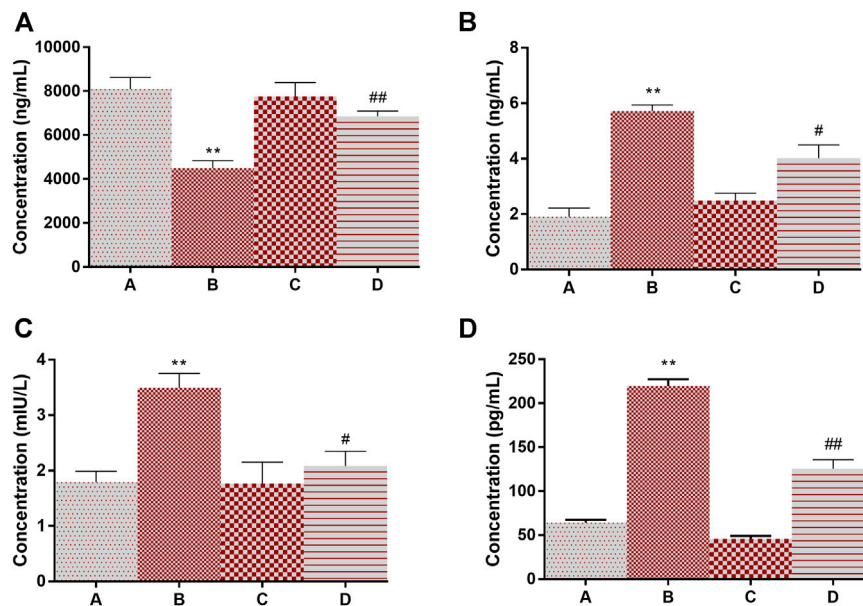 A
Concentration (ng/mL)
10000
8000
6000
4000
2000
0
**
##
A B C D
B
Concentration (ng/mL)
8
6
4
2
0
**
#
A B C D
C
Concentration (mIU/L)
4
3
2
1
0
**
#
A B C D
D
Concentration (pg/mL)
250
200
150
100
50
0
**
##
A B C D